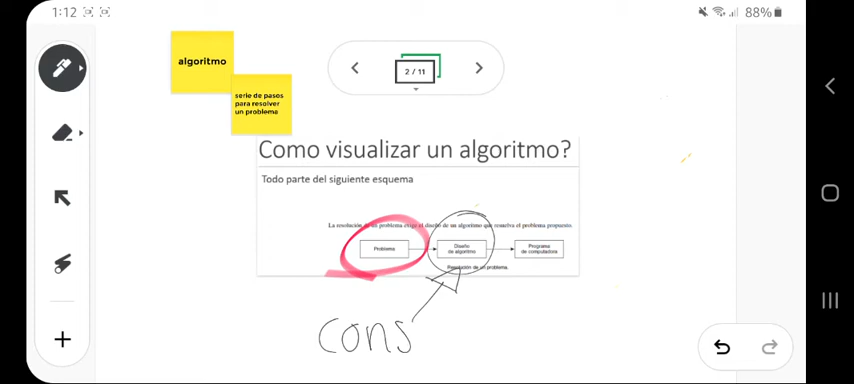 1:12
88%
algoritmo
serie de pasos
para resolver
un problema
2 / 11
Como visualizar un algoritmo?
Todo parte del siguiente esquema
La resolución de un problema exige el diseño de un algoritmo que resuelva el problema propuesto.
Problema
Diseño
de algoritmo
Programa
de computadora
Resolución de un problema.
cons